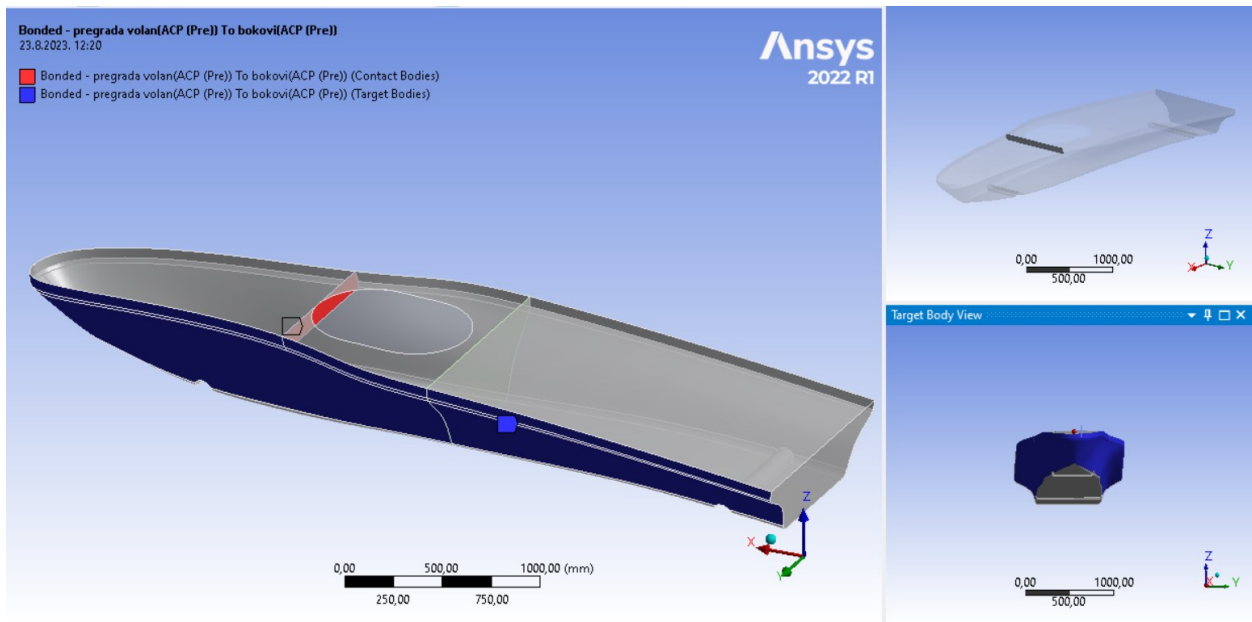 Bonded - pregrada volan(ACP (Pre)) To bokovi(ACP (Pre))
23.8.2023. 12:20
Bonded - pregrada volan(ACP (Pre)) To bokovi(ACP (Pre)) (Contact Bodies)
Bonded - pregrada volan(ACP (Pre)) To bokovi(ACP (Pre)) (Target Bodies)
Ansys
2022 R1
Z
X
Y
0,00 500,00 1000,00 (mm)
250,00 750,00
Z
X
Y
0,00 1000,00
500,00
Target Body View
Z
X
Y
0,00 1000,00
500,00